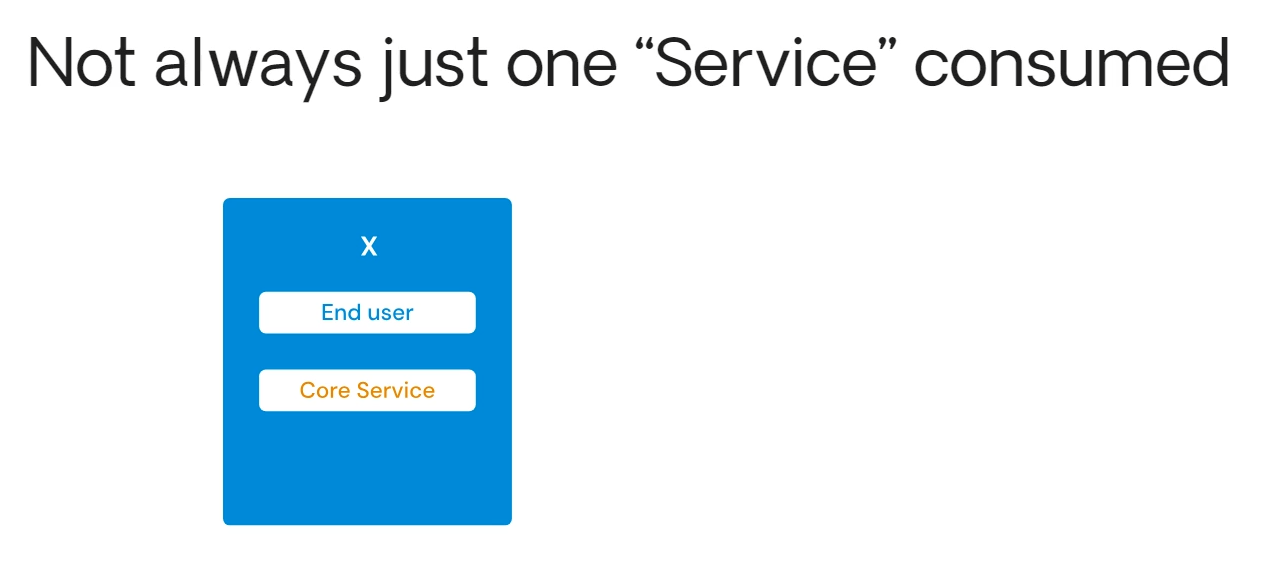 Not always just one “Service” consumed
X
End user
Core Service